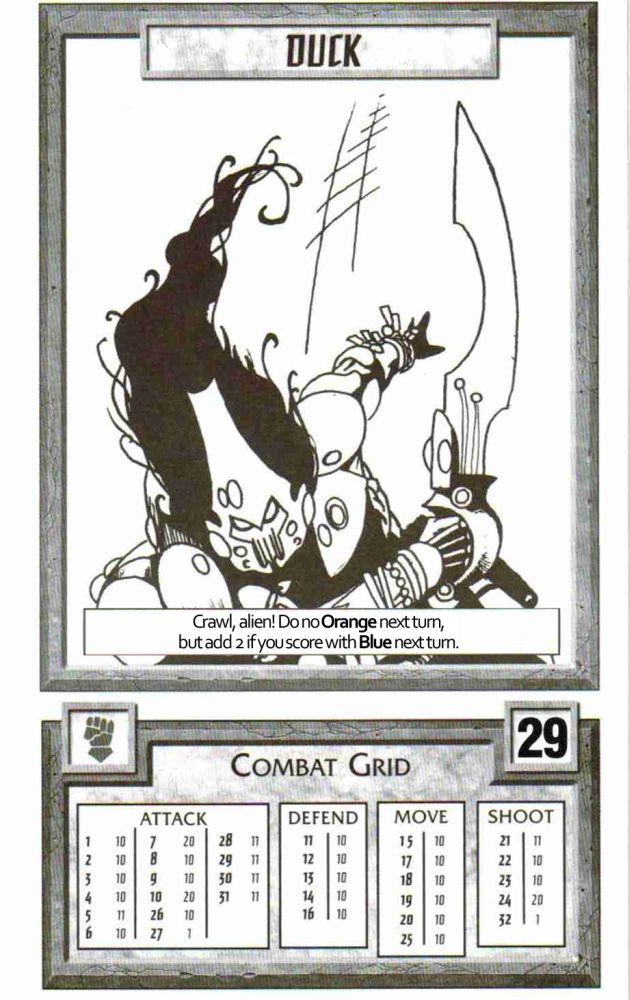 DUCK
Crawl, alien! Do no Orange next turn,
but add 2 if you score with Blue next turn.
29
COMBAT GRID
ATTACK
1 10 7 20 28 11
2 10 8 10 29 11
3 10 9 10 30 11
4 10 10 20 31 11
5 11 26 10
6 10 27 1
DEFEND
11 10
12 10
13 10
14 10
16 10
MOVE
15 10
17 10
18 10
19 10
20 10
25 10
SHOOT
21 11
22 10
23 10
24 20
32 1